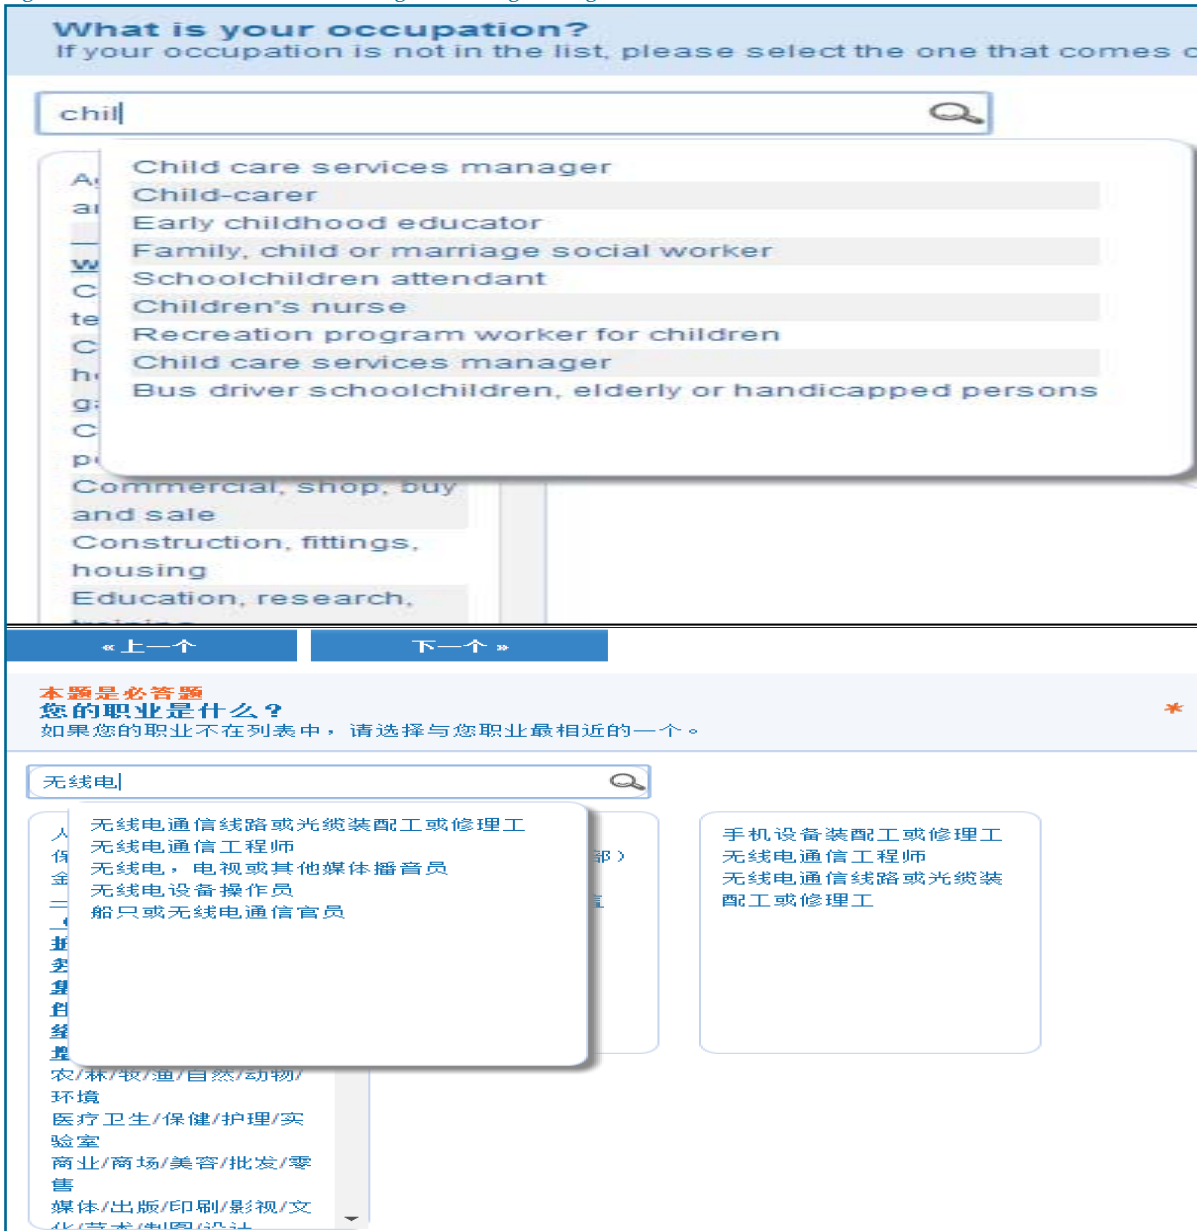 What is your occupation?
If your occupation is not in the list, please select the one that comes
chil
Child care services manager
Child-carer
Early childhood educator
Family, child or marriage social worker
Schoolchildren attendant
Children's nurse
Recreation program worker for children
Child care services manager
Bus driver schoolchildren, elderly or handicapped persons
Commercial, shop, buy
and sale
Construction, fittings,
housing
Education, research,
«上一个
下一个»
本题是必答题
您的职业是什么?
*
如果您的职业不在列表中,请选择与您职业最相近的一个。
无线电
无线电通信线路或光缆装配工或修理工
无线电通信工程师
无线电,电视或其他媒体播音员
无线电设备操作员
船只或无线电通信官员
手机设备装配工或修理工
无线电通信工程师
无线电通信线路或光缆装
配工或修理工
农/林/牧/渔/自然/动物/
环境
医疗卫生/保健/护理/实
验室
商业/商场/美容/批发/零
售
媒体/出版/印刷/影视/文
化/艺术/制图/设计